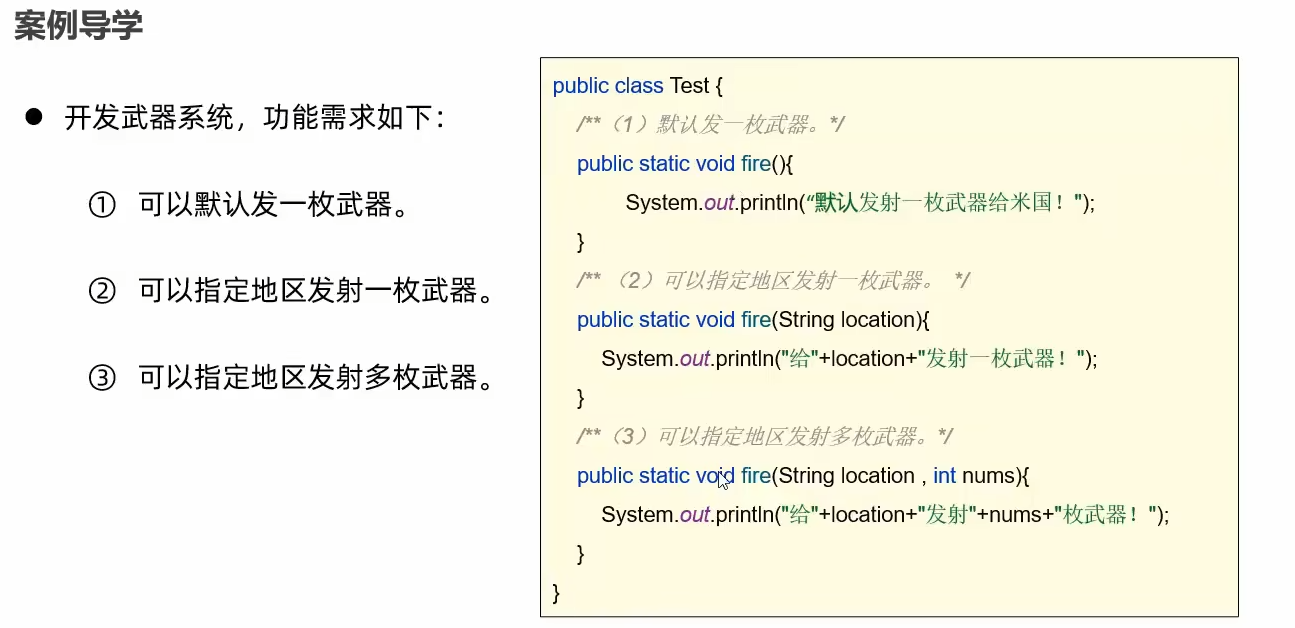 案例导学
● 开发武器系统，功能需求如下：
① 可以默认发一枚武器。
② 可以指定地区发射一枚武器。
③ 可以指定地区发射多枚武器。
public class Test {
/**（1）默认发一枚武器。*/
public static void fire(){
System.out.println(“默认发射一枚武器给米国！");
}
/** （2）可以指定地区发射一枚武器。 */
public static void fire(String location){
System.out.println("给"+location+"发射一枚武器！");
}
/**（3）可以指定地区发射多枚武器。*/
public static void fire(String location , int nums){
System.out.println("给"+location+"发射"+nums+"枚武器！");
}
}